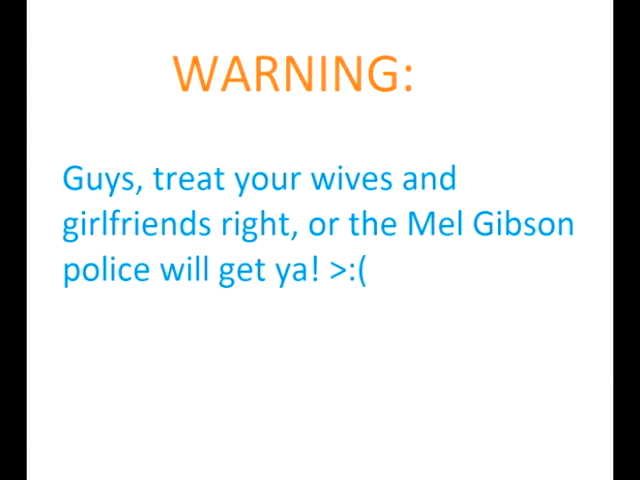 WARNING:
Guys, treat your wives and
girlfriends right, or the Mel Gibson
police will get ya! >:(